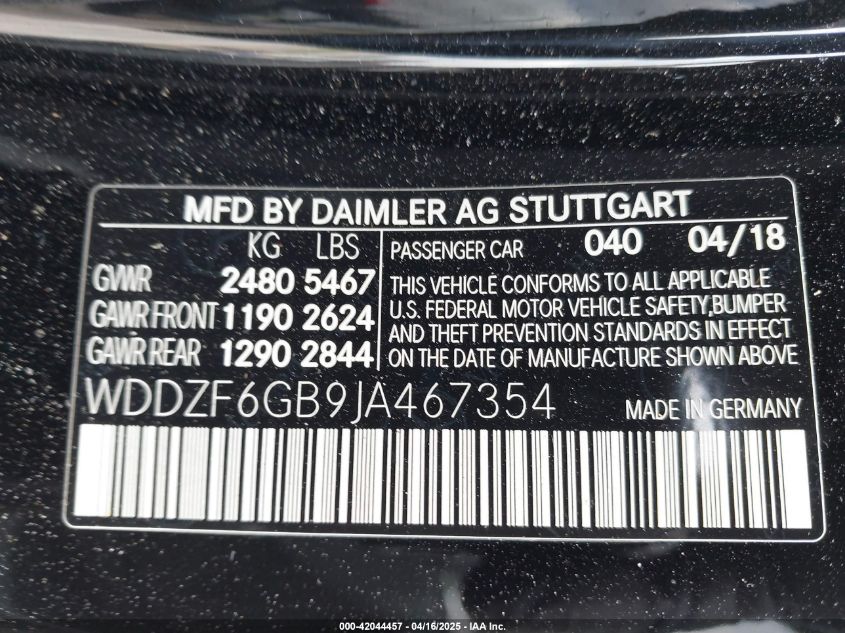 MFD BY DAIMLER AG STUTTGART
KG LBS
GVWR 2480 5467
GAWR FRONT 1190 2624
GAWR REAR 1290 2844
PASSENGER CAR 040 04/18
THIS VEHICLE CONFORMS TO ALL APPLICABLE
U.S. FEDERAL MOTOR VEHICLE SAFETY,BUMPER
AND THEFT PREVENTION STANDARDS IN EFFECT
ON THE DATE OF MANUFACTURE SHOWN ABOVE
WDDZF6GB9JA467354 MADE IN GERMANY
000-42044457 - 04/16/2025 - IAA Inc.